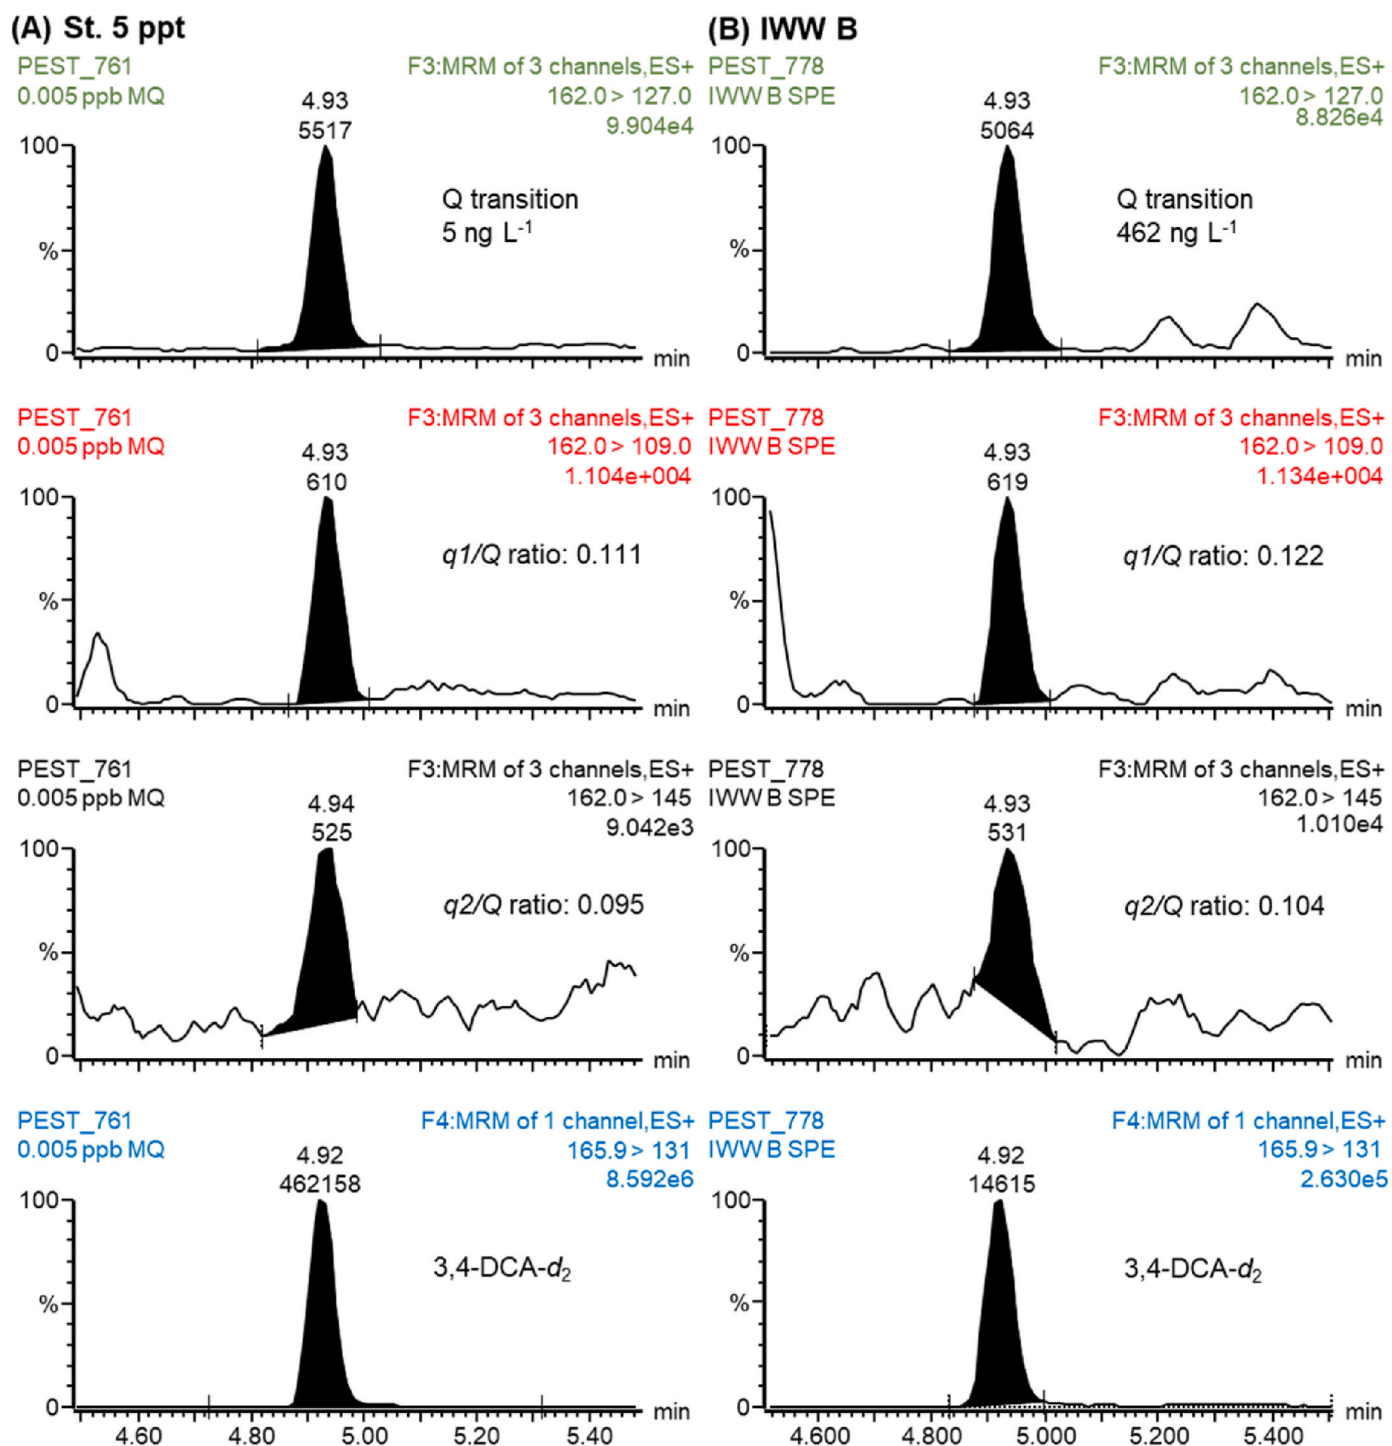 (A) St. 5 ppt
PEST_761
0.005 ppb MQ
F3:MRM of 3 channels,ES+
162.0 > 127.0
9.904e4
4.93
5517
100
%
0
min
Q transition
5 ng L-1
PEST_761
0.005 ppb MQ
F3:MRM of 3 channels,ES+
162.0 > 109.0
1.104e+004
4.93
610
100
%
0
min
q1/Q ratio: 0.111
PEST_761
0.005 ppb MQ
F3:MRM of 3 channels,ES+
162.0 > 145
9.042e3
4.94
525
100
%
0
min
q2/Q ratio: 0.095
PEST_761
0.005 ppb MQ
F4:MRM of 1 channel,ES+
165.9 > 131
8.592e6
4.92
462158
100
%
0
min
3,4-DCA-d2
4.60 4.80 5.00 5.20 5.40
(B) IWW B
PEST_778
IWW B SPE
F3:MRM of 3 channels,ES+
162.0 > 127.0
8.826e4
4.93
5064
100
%
0
min
Q transition
462 ng L-1
PEST_778
IWW B SPE
F3:MRM of 3 channels,ES+
162.0 > 109.0
1.134e+004
4.93
619
100
%
0
min
q1/Q ratio: 0.122
PEST_778
IWW B SPE
F3:MRM of 3 channels,ES+
162.0 > 145
1.010e4
4.93
531
100
%
0
min
q2/Q ratio: 0.104
PEST_778
IWW B SPE
F4:MRM of 1 channel,ES+
165.9 > 131
2.630e5
4.92
14615
100
%
0
min
3,4-DCA-d2
4.600 4.800 5.000 5.200 5.400